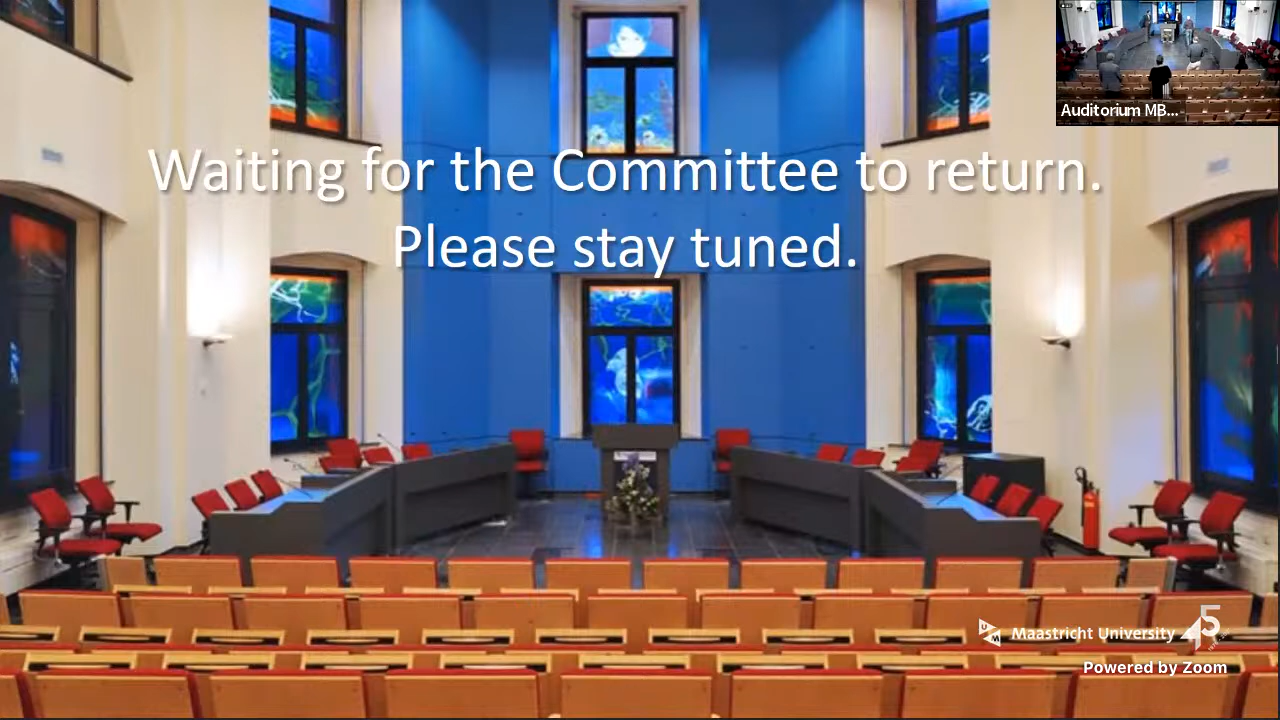 Auditorium MB...
Waiting for the Committee to return.
Please stay tuned.
Maastricht University
45
Powered by Zoom